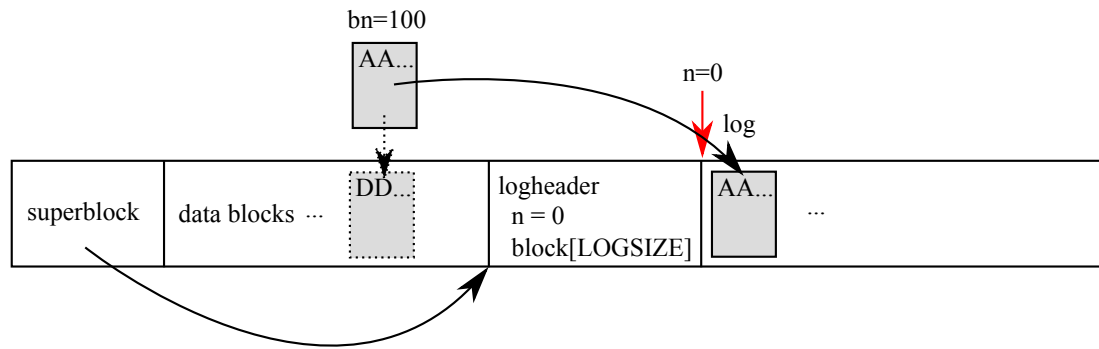 bn=100
AA...
n=0
log
superblock
data blocks ...
DD...
logheader
n = 0
block[LOGSIZE]
AA...
...